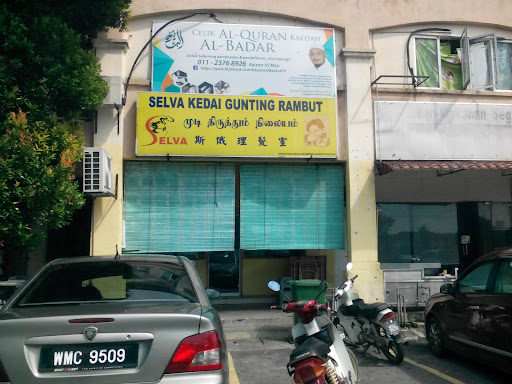 CELIK AL-QURAN KAEDAH
AL-BADAR
011 - 2376 8926
SELVA KEDAI GUNTING RAMBUT
முடி திருத்தும் நிலையம்
SELVA 斯俄理髮室
WMC 9509